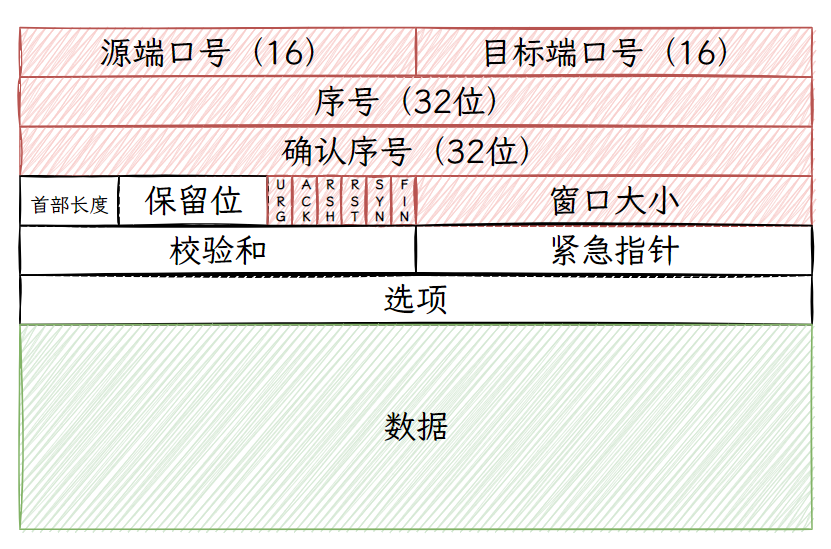 源端口号（16） 目标端口号（16）
序号（32位）
确认序号（32位）
首部长度 保留位 URG ACK RSH RST SYN FIN 窗口大小
校验和 紧急指针
选项
数据